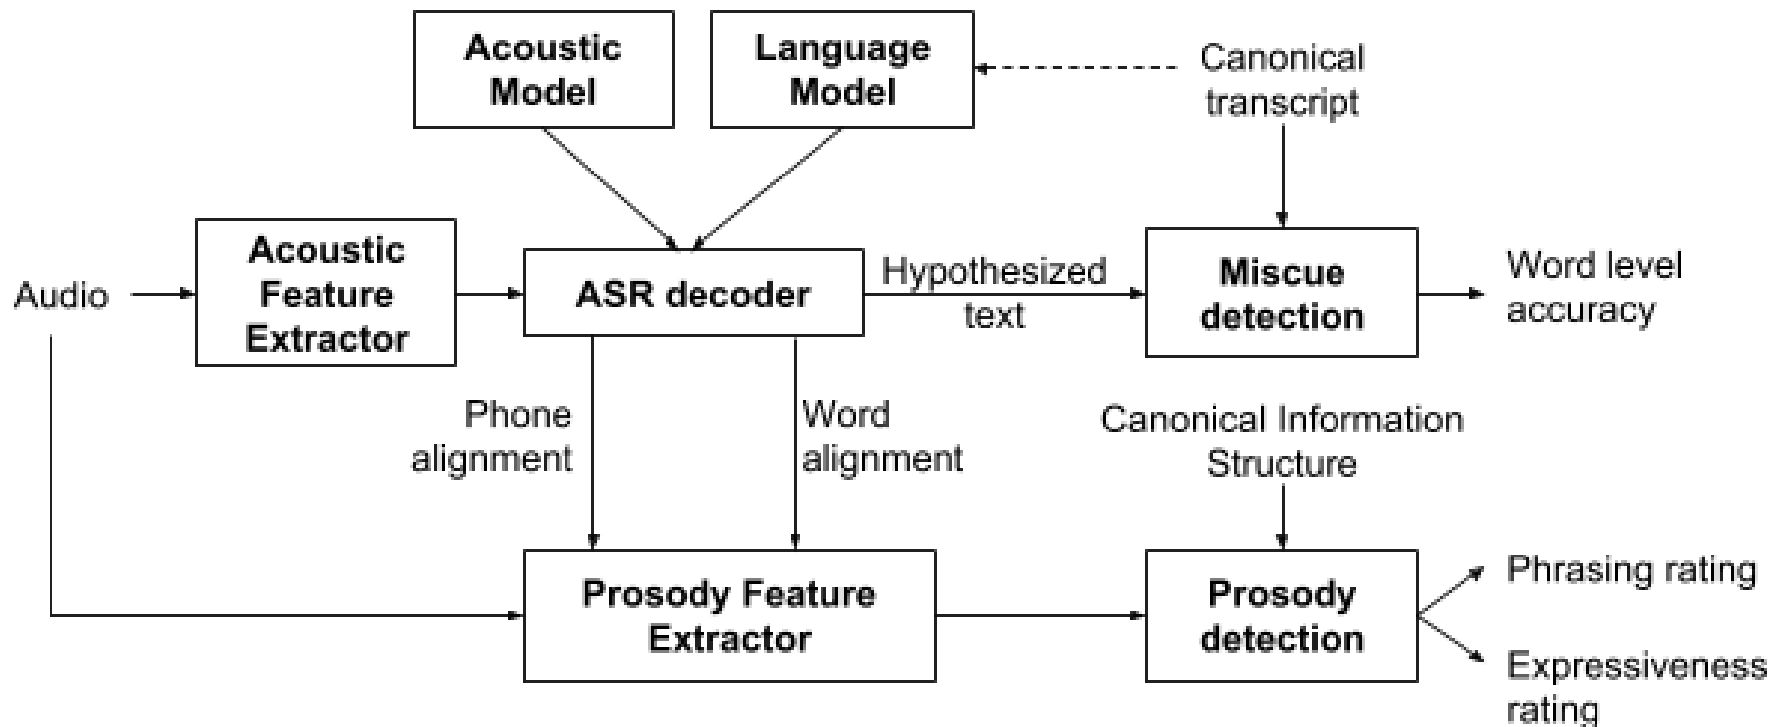 Acoustic
Model
Language
Model
Canonical
transcript
Audio
Acoustic
Feature
Extractor
ASR decoder
Hypothesized
text
Miscue
detection
Word level
accuracy
Phone
alignment
Word
alignment
Canonical Information
Structure
Prosody Feature
Extractor
Prosody
detection
Phrasing rating
Expressiveness
rating